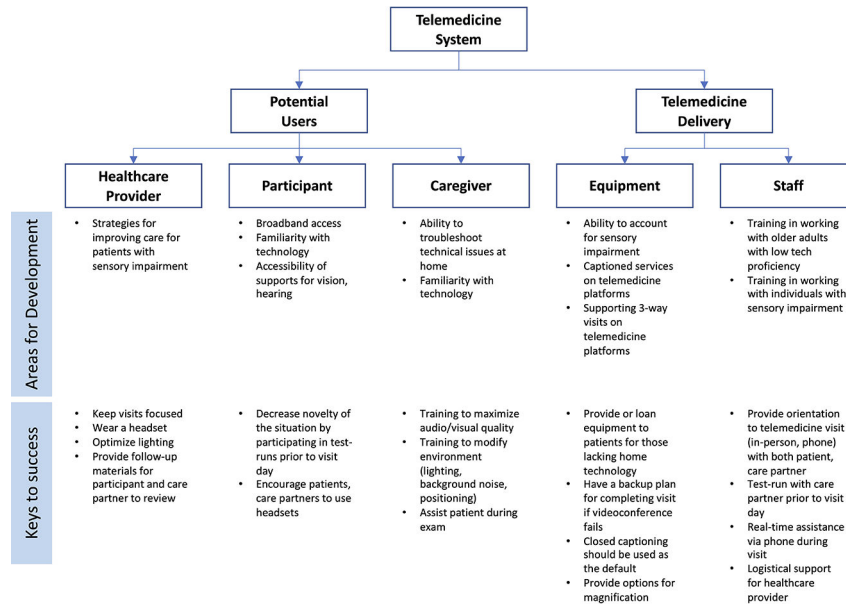 Telemedicine
System
Potential
Users
Telemedicine
Delivery
Healthcare
Provider
Participant
Caregiver
Equipment
Staff
Areas for Development
• Strategies for
improving care for
patients with
sensory impairment
• Broadband access
• Familiarity with
technology
• Accessibility of
supports for vision,
hearing
• Ability to
troubleshoot
technical issues at
home
• Familiarity with
technology
• Ability to account
for sensory
impairment
• Captioned services
on telemedicine
platforms
• Supporting 3-way
visits on
telemedicine
platforms
• Training in working
with older adults
with low tech
proficiency
• Training in working
with individuals with
sensory impairment
Keys to success
• Keep visits focused
• Wear a headset
• Optimize lighting
• Provide follow-up
materials for
participant and care
partner to review
• Decrease novelty of
the situation by
participating in test-
runs prior to visit
day
• Encourage patients,
care partners to use
headsets
• Training to maximize
audio/visual quality
• Training to modify
environment
(lighting,
background noise,
positioning)
• Assist patient during
exam
• Provide or loan
equipment to
patients for those
lacking home
technology
• Have a backup plan
for completing visit
if videoconference
fails
• Closed captioning
should be used as
the default
• Provide options for
magnification
• Provide orientation
to telemedicine visit
(in-person, phone)
with both patient,
care partner
• Test-run with care
partner prior to visit
day
• Real-time assistance
via phone during
visit
• Logistical support
for healthcare
provider